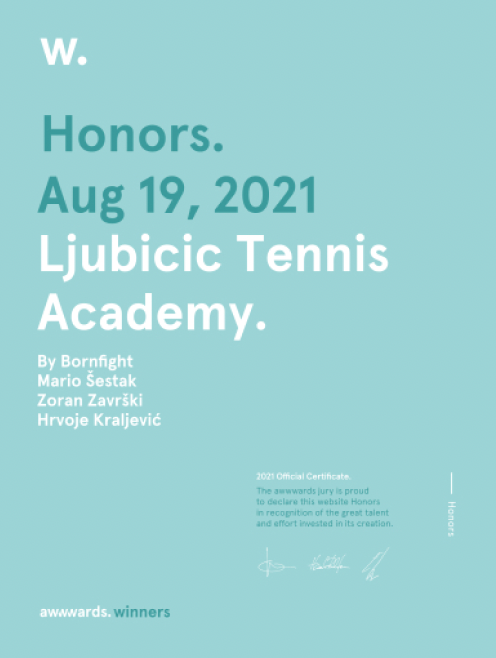 w.
Honors.
Aug 19, 2021
Ljubicic Tennis
Academy.
By Bornfight
Mario Šestak
Zoran Završki
Hrvoje Kraljević
2021 Official Certificate.
The awwwards jury is proud
to declare this website Honors
in recognition of the great talent
and effort invested in its creation.
Honors
awwwards.winners